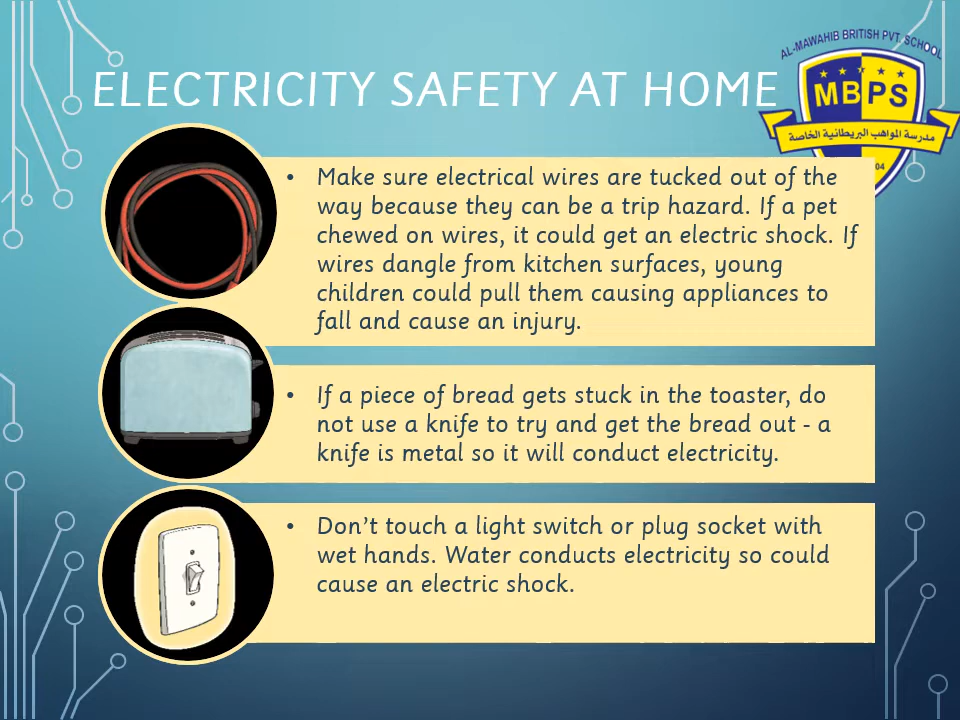 AL-MAWAHIB BRITISH PVT. SCHOOL
ELECTRICITY SAFETY AT HOME
MBPS
مدرسة المواهب البريطانية الخاصة
04
• Make sure electrical wires are tucked out of the
way because they can be a trip hazard. If a pet
chewed on wires, it could get an electric shock. If
wires dangle from kitchen surfaces, young
children could pull them causing appliances to
fall and cause an injury.
• If a piece of bread gets stuck in the toaster, do
not use a knife to try and get the bread out - a
knife is metal so it will conduct electricity.
• Don’t touch a light switch or plug socket with
wet hands. Water conducts electricity so could
cause an electric shock.